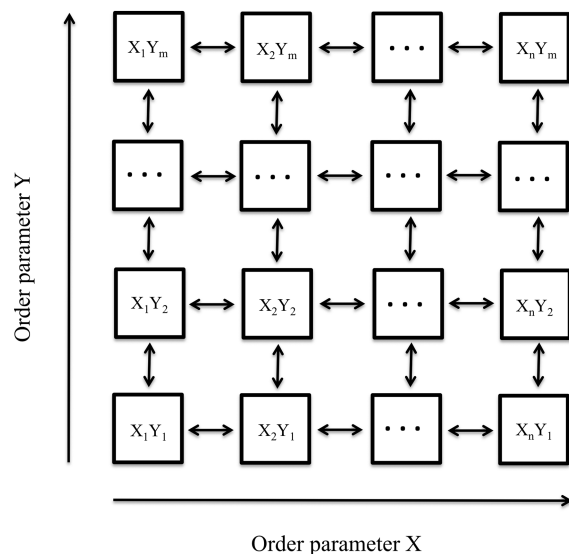 X₁Yₘ X₂Yₘ ... XₙYₘ
... ... ... ...
X₁Y₂ X₂Y₂ ... XₙY₂
X₁Y₁ X₂Y₁ ... XₙY₁
Order parameter Y
Order parameter X